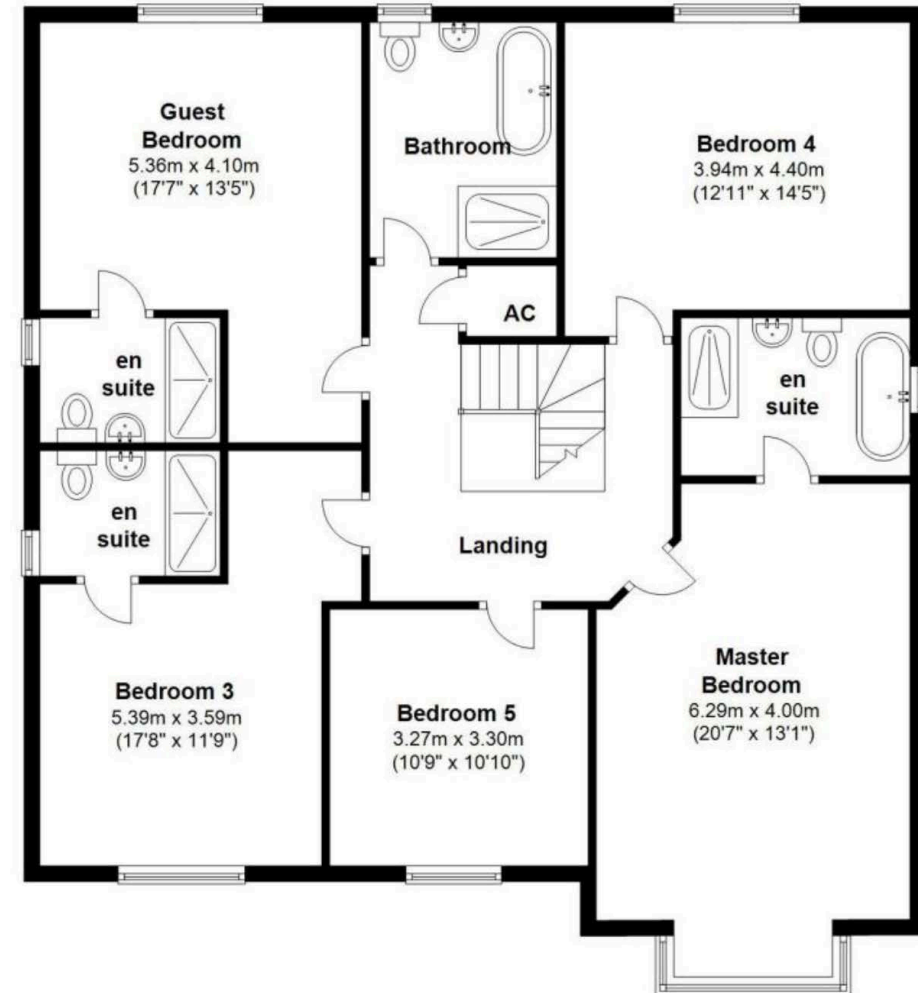 Guest
Bedroom
5.36m x 4.10m
(17'7" x 13'5")
Bathroom
Bedroom 4
3.94m x 4.40m
(12'11" x 14'5")
AC
en
suite
en
suite
en
suite
Landing
Bedroom 3
5.39m x 3.59m
(17'8" x 11'9")
Bedroom 5
3.27m x 3.30m
(10'9" x 10'10")
Master
Bedroom
6.29m x 4.00m
(20'7" x 13'1")